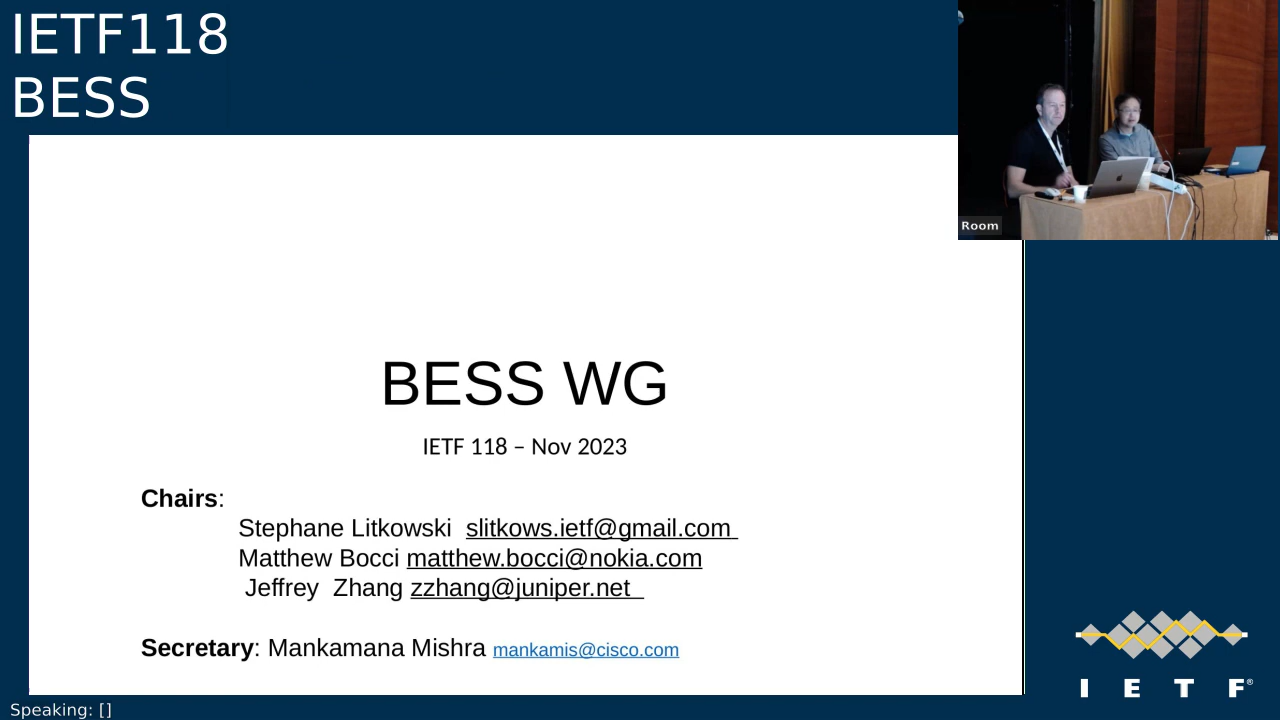 IETF118
BESS
Room
BESS WG
IETF 118 – Nov 2023
Chairs:
Stephane Litkowski slitkows.ietf@gmail.com
Matthew Bocci matthew.bocci@nokia.com
Jeffrey Zhang zzhang@juniper.net
Secretary: Mankamana Mishra mankamis@cisco.com
I E T F®
Speaking: []